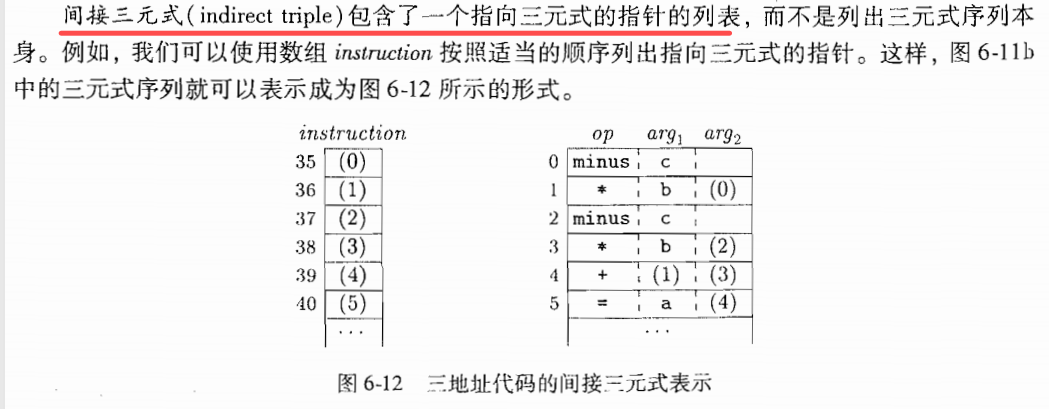 间接三元式(indirect triple)包含了一个指向三元式的指针的列表，而不是列出三元式序列本
身。例如，我们可以使用数组 instruction 按照适当的顺序列出指向三元式的指针。这样，图 6-11b
中的三元式序列就可以表示成为图 6-12 所示的形式。
instruction
35 (0)
36 (1)
37 (2)
38 (3)
39 (4)
40 (5)
...
op arg1 arg2
0 minus c
1 * b (0)
2 minus c
3 * b (2)
4 + (1) (3)
5 = a (4)
...
图 6-12 三地址代码的间接三元式表示